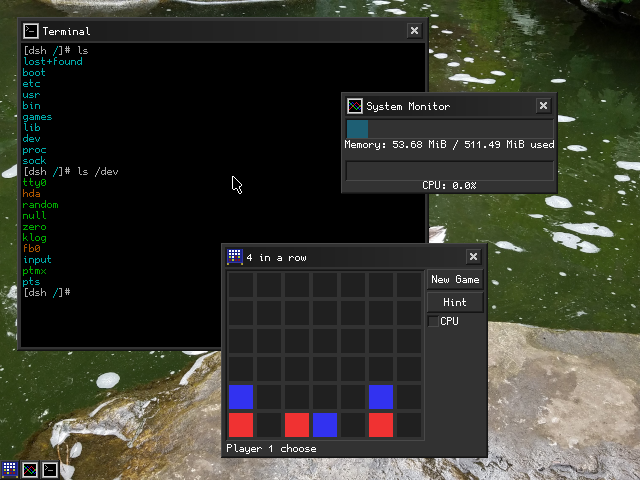 Terminal
[dsh /]# ls
lost+found
boot
etc
usr
bin
games
lib
dev
proc
sock
[dsh /]# ls /dev
tty0
hda
random
null
zero
klog
fb0
input
ptmx
pts
[dsh /]#
System Monitor
Memory: 53.68 MiB / 511.49 MiB used
CPU: 0.0%
4 in a row
New Game
Hint
CPU
Player 1 choose